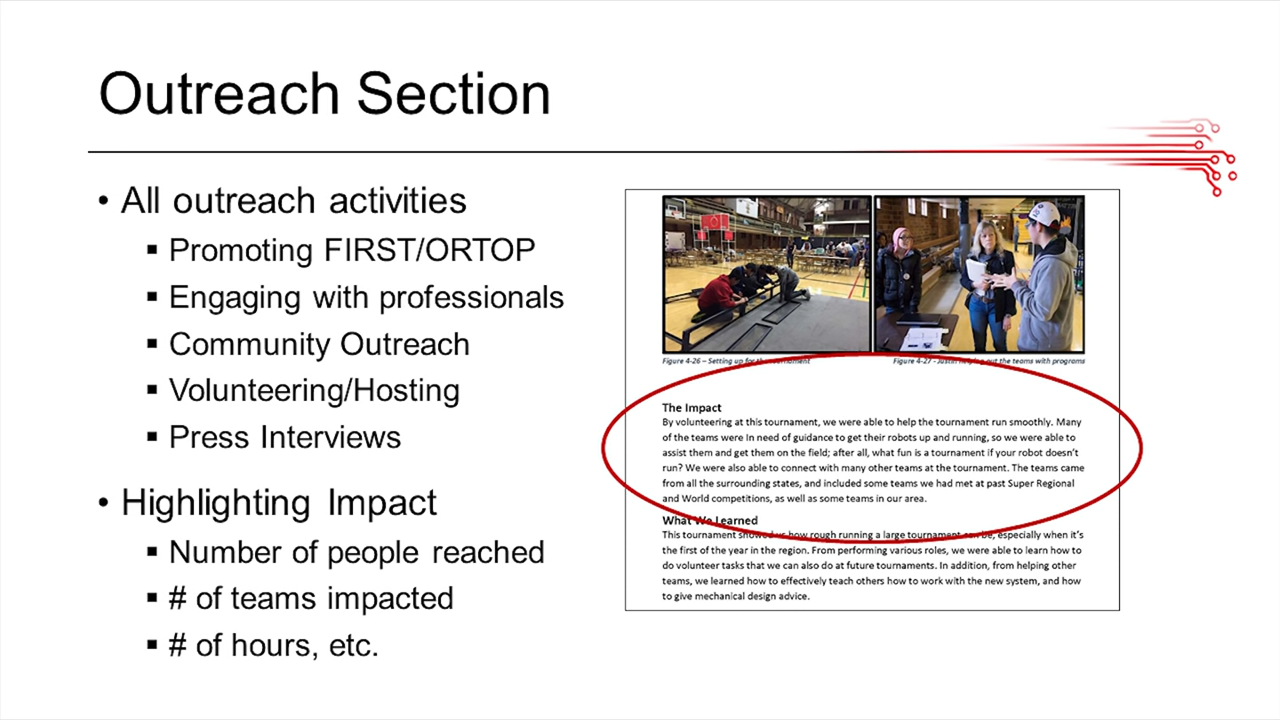 Outreach Section
• All outreach activities
▪ Promoting FIRST/ORTOP
▪ Engaging with professionals
▪ Community Outreach
▪ Volunteering/Hosting
▪ Press Interviews
• Highlighting Impact
▪ Number of people reached
▪ # of teams impacted
▪ # of hours, etc.
Figure 4-26 – Setting up for the tournament
Figure 4-27 - Justin helping out the teams with programs
The Impact
By volunteering at this tournament, we were able to help the tournament run smoothly. Many
of the teams were in need of guidance to get their robots up and running, so we were able to
assist them and get them on the field; after all, what fun is a tournament if your robot doesn't
run? We were also able to connect with many other teams at the tournament. The teams came
from all the surrounding states, and included some teams we had met at past Super Regional
and World competitions, as well as some teams in our area.
What We Learned
This tournament showed us how rough running a large tournament can be, especially when it's
the first of the year in the region. From performing various roles, we were able to learn how to
do volunteer tasks that we can also do at future tournaments. In addition, from helping other
teams, we learned how to effectively teach others how to work with the new system, and how
to give mechanical design advice.